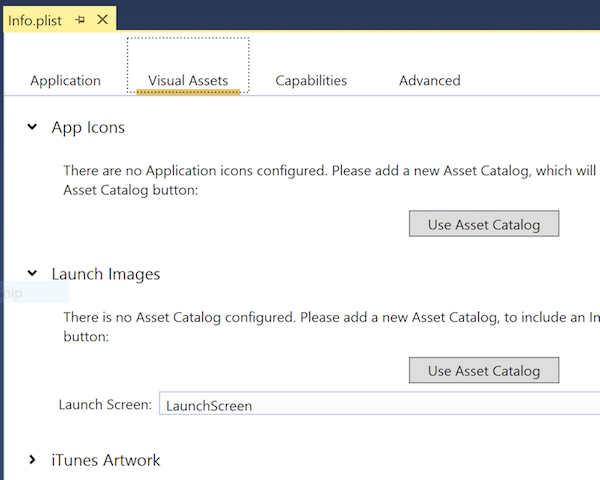 Info.plist
Application Visual Assets Capabilities Advanced
App Icons
There are no Application icons configured. Please add a new Asset Catalog, which will
Asset Catalog button:
Use Asset Catalog
Launch Images
nip
There is no Asset Catalog configured. Please add a new Asset Catalog, to include an Im
button:
Use Asset Catalog
Launch Screen: LaunchScreen
iTunes Artwork